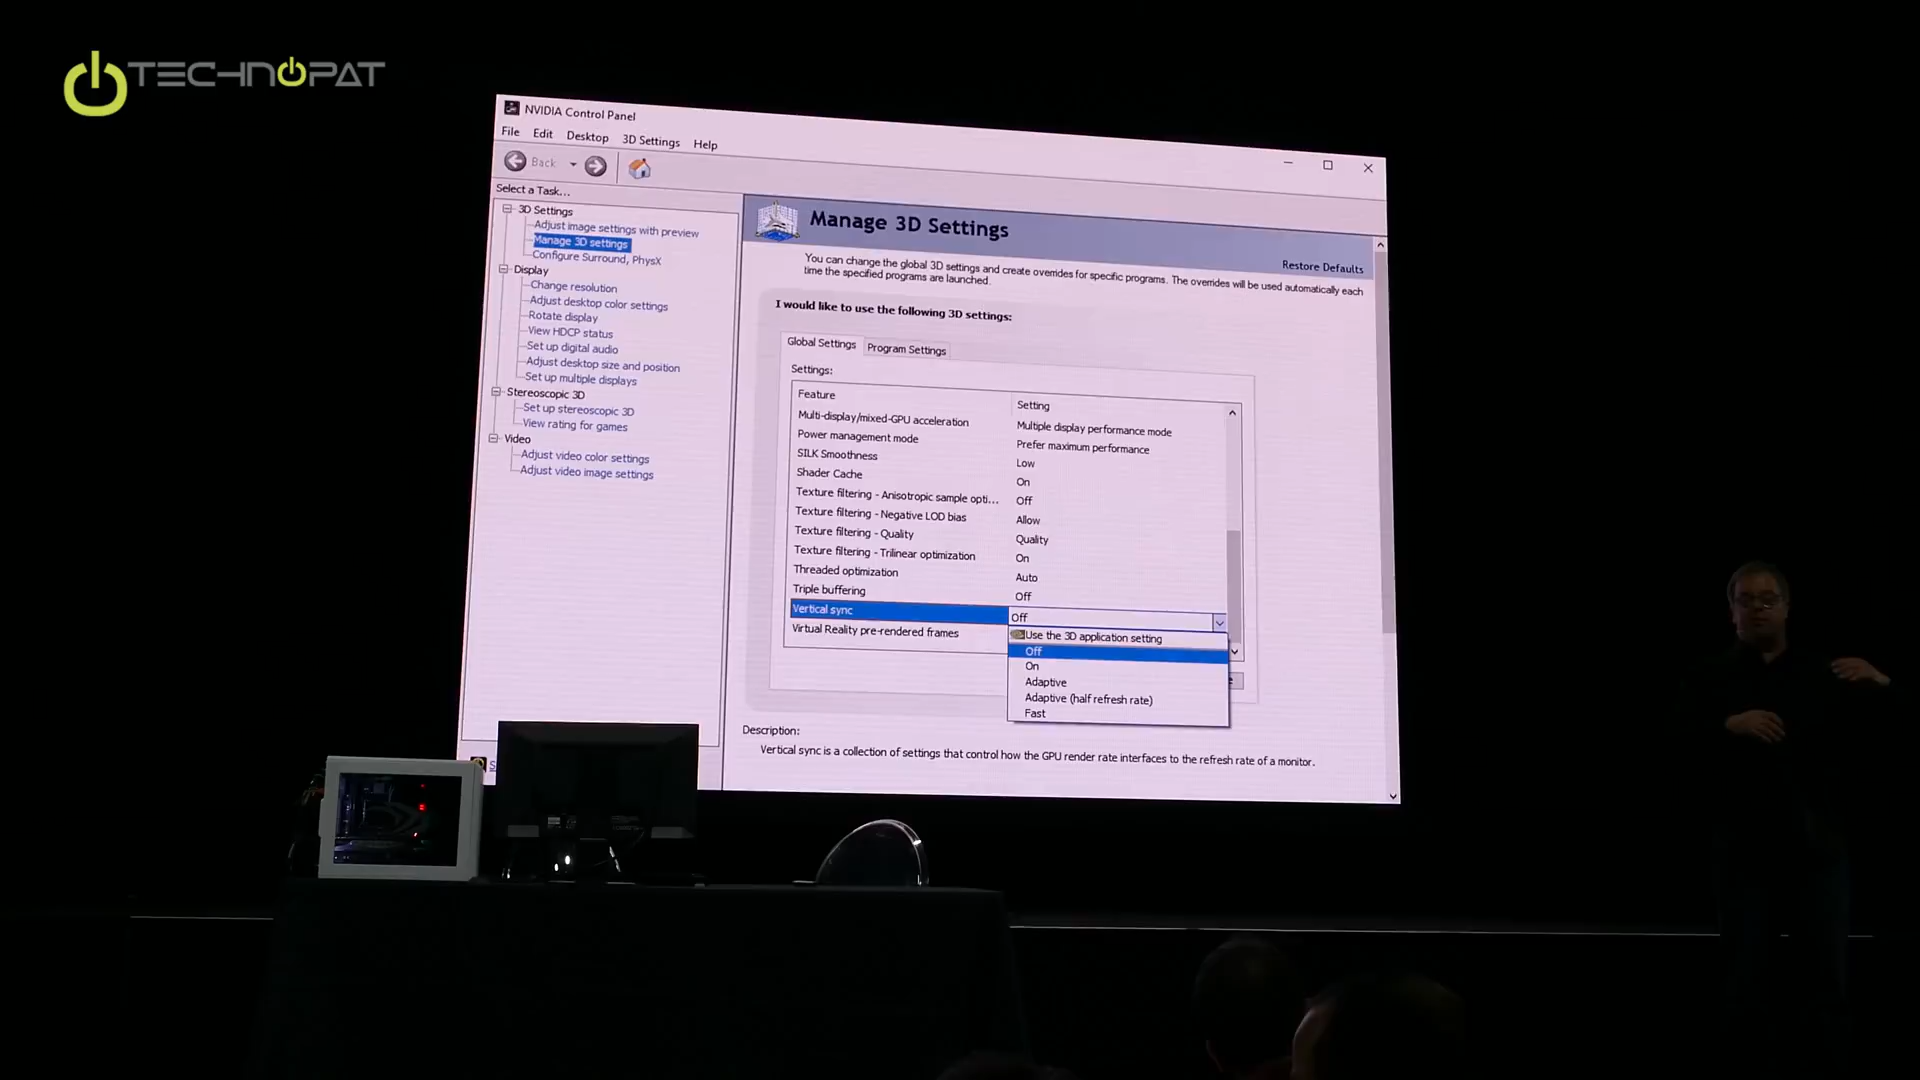 TECHNOPAT
NVIDIA Control Panel
File Edit Desktop 3D Settings Help
Back
Select a Task...
3D Settings
Adjust image settings with preview
Manage 3D settings
Configure Surround, PhysX
Display
Change resolution
Adjust desktop color settings
Rotate display
View HDCP status
Set up digital audio
Adjust desktop size and position
Set up multiple displays
Stereoscopic 3D
Set up stereoscopic 3D
View rating for games
Video
Adjust video color settings
Adjust video image settings
Manage 3D Settings
Restore Defaults
You can change the global 3D settings and create overrides for specific programs. The overrides will be used automatically each
time the specified programs are launched.
I would like to use the following 3D settings:
Global Settings Program Settings
Settings:
Feature Setting
Multi-display/mixed-GPU acceleration Multiple display performance mode
Power management mode Prefer maximum performance
SILK Smoothness Low
Shader Cache On
Texture filtering - Anisotropic sample opti... Off
Texture filtering - Negative LOD bias Allow
Texture filtering - Quality Quality
Texture filtering - Trilinear optimization On
Threaded optimization Auto
Triple buffering Off
Vertical sync Off
Virtual Reality pre-rendered frames
Use the 3D application setting
Off
On
Adaptive
Adaptive (half refresh rate)
Fast
Description:
Vertical sync is a collection of settings that control how the GPU render rate interfaces to the refresh rate of a monitor.